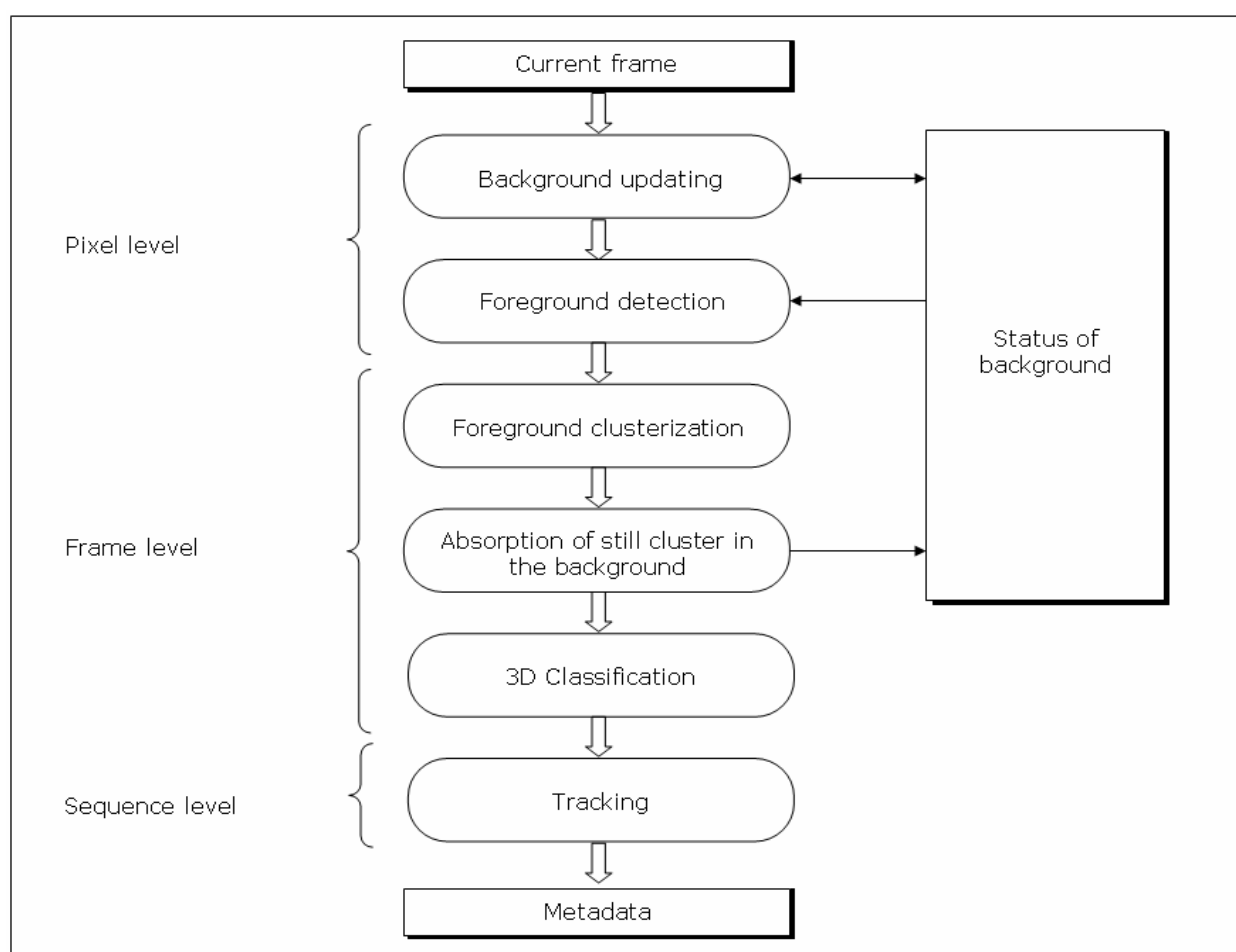 Current frame
Background updating
Pixel level
Foreground detection
Status of
background
Foreground clusterization
Frame level
Absorption of still cluster in
the background
3D Classification
Sequence level
Tracking
Metadata